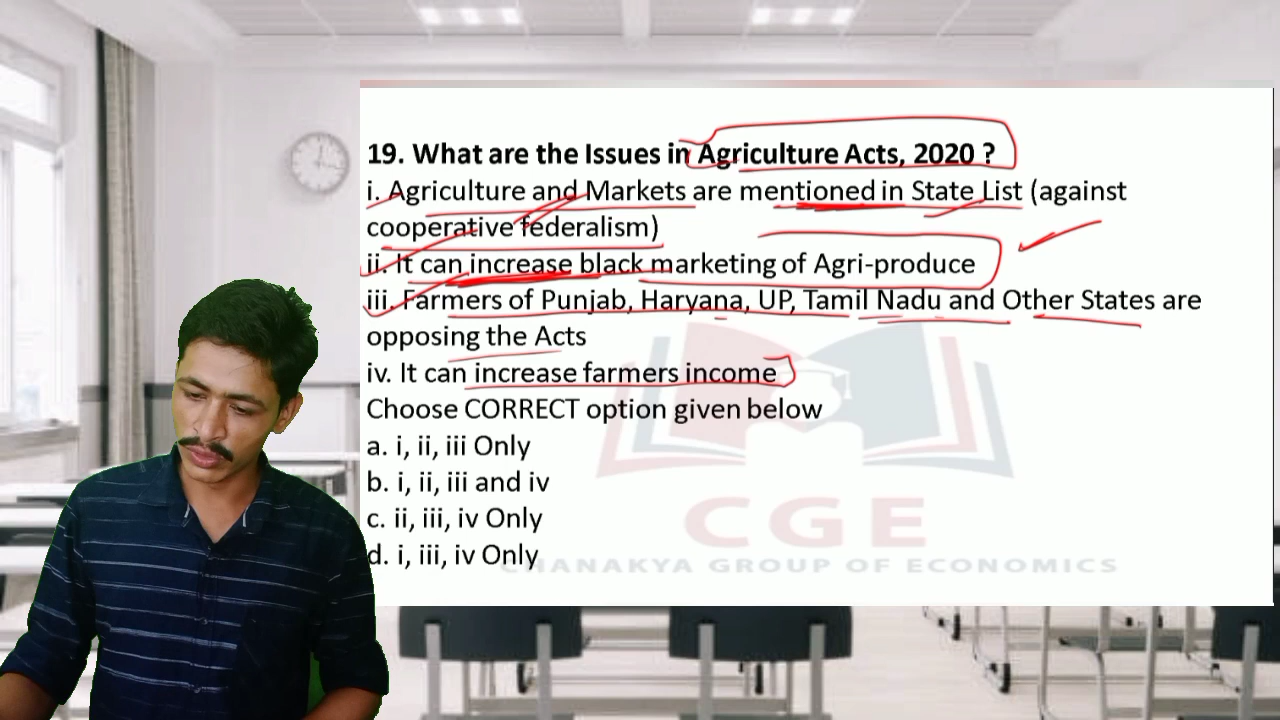 19. What are the Issues in Agriculture Acts, 2020 ?
i. Agriculture and Markets are mentioned in State List (against
cooperative federalism)
ii. It can increase black marketing of Agri-produce
iii. Farmers of Punjab, Haryana, UP, Tamil Nadu and Other States are
opposing the Acts
iv. It can increase farmers income
Choose CORRECT option given below
a. i, ii, iii Only
b. i, ii, iii and iv
c. ii, iii, iv Only
d. i, iii, iv Only
CGE
CHANAKYA GROUP OF ECONOMICS